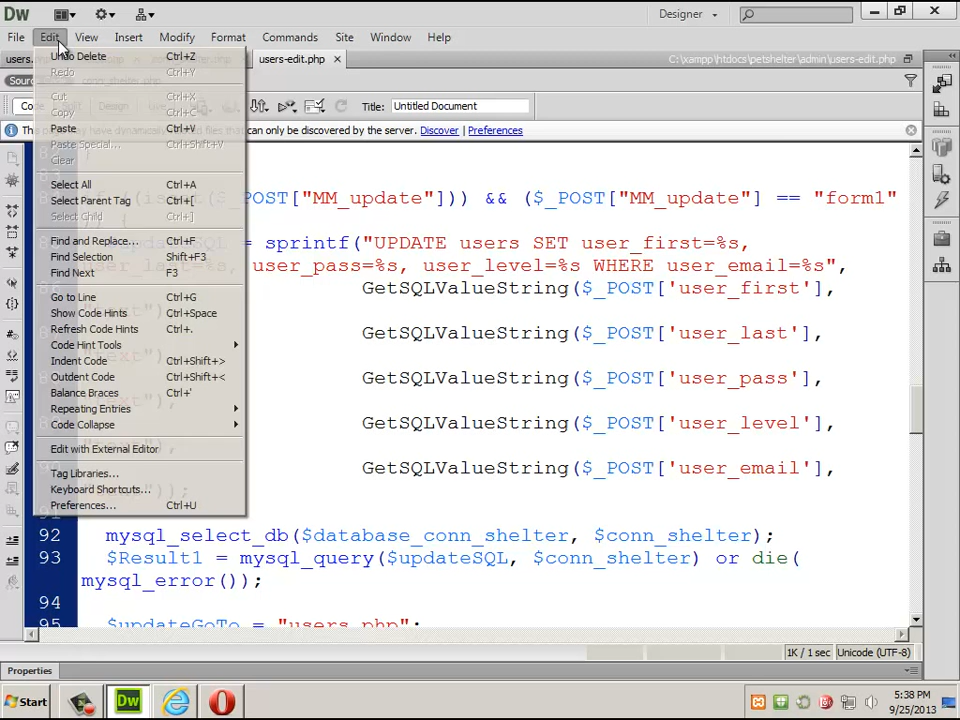 Dw
Designer
File Edit View Insert Modify Format Commands Site Window Help
users.
users-edit.php
C:\xampp\htdocs\petshelter\admin\users-edit.php
Undo Delete Ctrl+Z
Redo Ctrl+Y
Cut Ctrl+X
Copy Ctrl+C
Paste Ctrl+V
Paste Special... Ctrl+Shift+V
Clear
Select All Ctrl+A
Select Parent Tag Ctrl+[
Select Child Ctrl+]
Find and Replace... Ctrl+F
Find Selection Shift+F3
Find Next F3
Go to Line Ctrl+G
Show Code Hints Ctrl+Space
Refresh Code Hints Ctrl+.
Code Hint Tools
Indent Code Ctrl+Shift+>
Outdent Code Ctrl+Shift+<
Balance Braces Ctrl+'
Repeating Entries
Code Collapse
Edit with External Editor
Tag Libraries...
Keyboard Shortcuts...
Preferences... Ctrl+U
Title: Untitled Document
can only be discovered by the server. Discover | Preferences
_POST["MM_update"])) && ($_POST["MM_update"] == "form1"
= sprintf("UPDATE users SET user_first=%s,
user_pass=%s, user_level=%s WHERE user_email=%s",
GetSQLValueString($_POST['user_first'],
GetSQLValueString($_POST['user_last'],
GetSQLValueString($_POST['user_pass'],
GetSQLValueString($_POST['user_level'],
GetSQLValueString($_POST['user_email'],
92 mysql_select_db($database_conn_shelter, $conn_shelter);
93 $Result1 = mysql_query($updateSQL, $conn_shelter) or die(
mysql_error());
94
95 $updateGoTo = "users.php";
1K / 1 sec Unicode (UTF-8)
Properties
Start
Dw
5:38 PM
9/25/2013